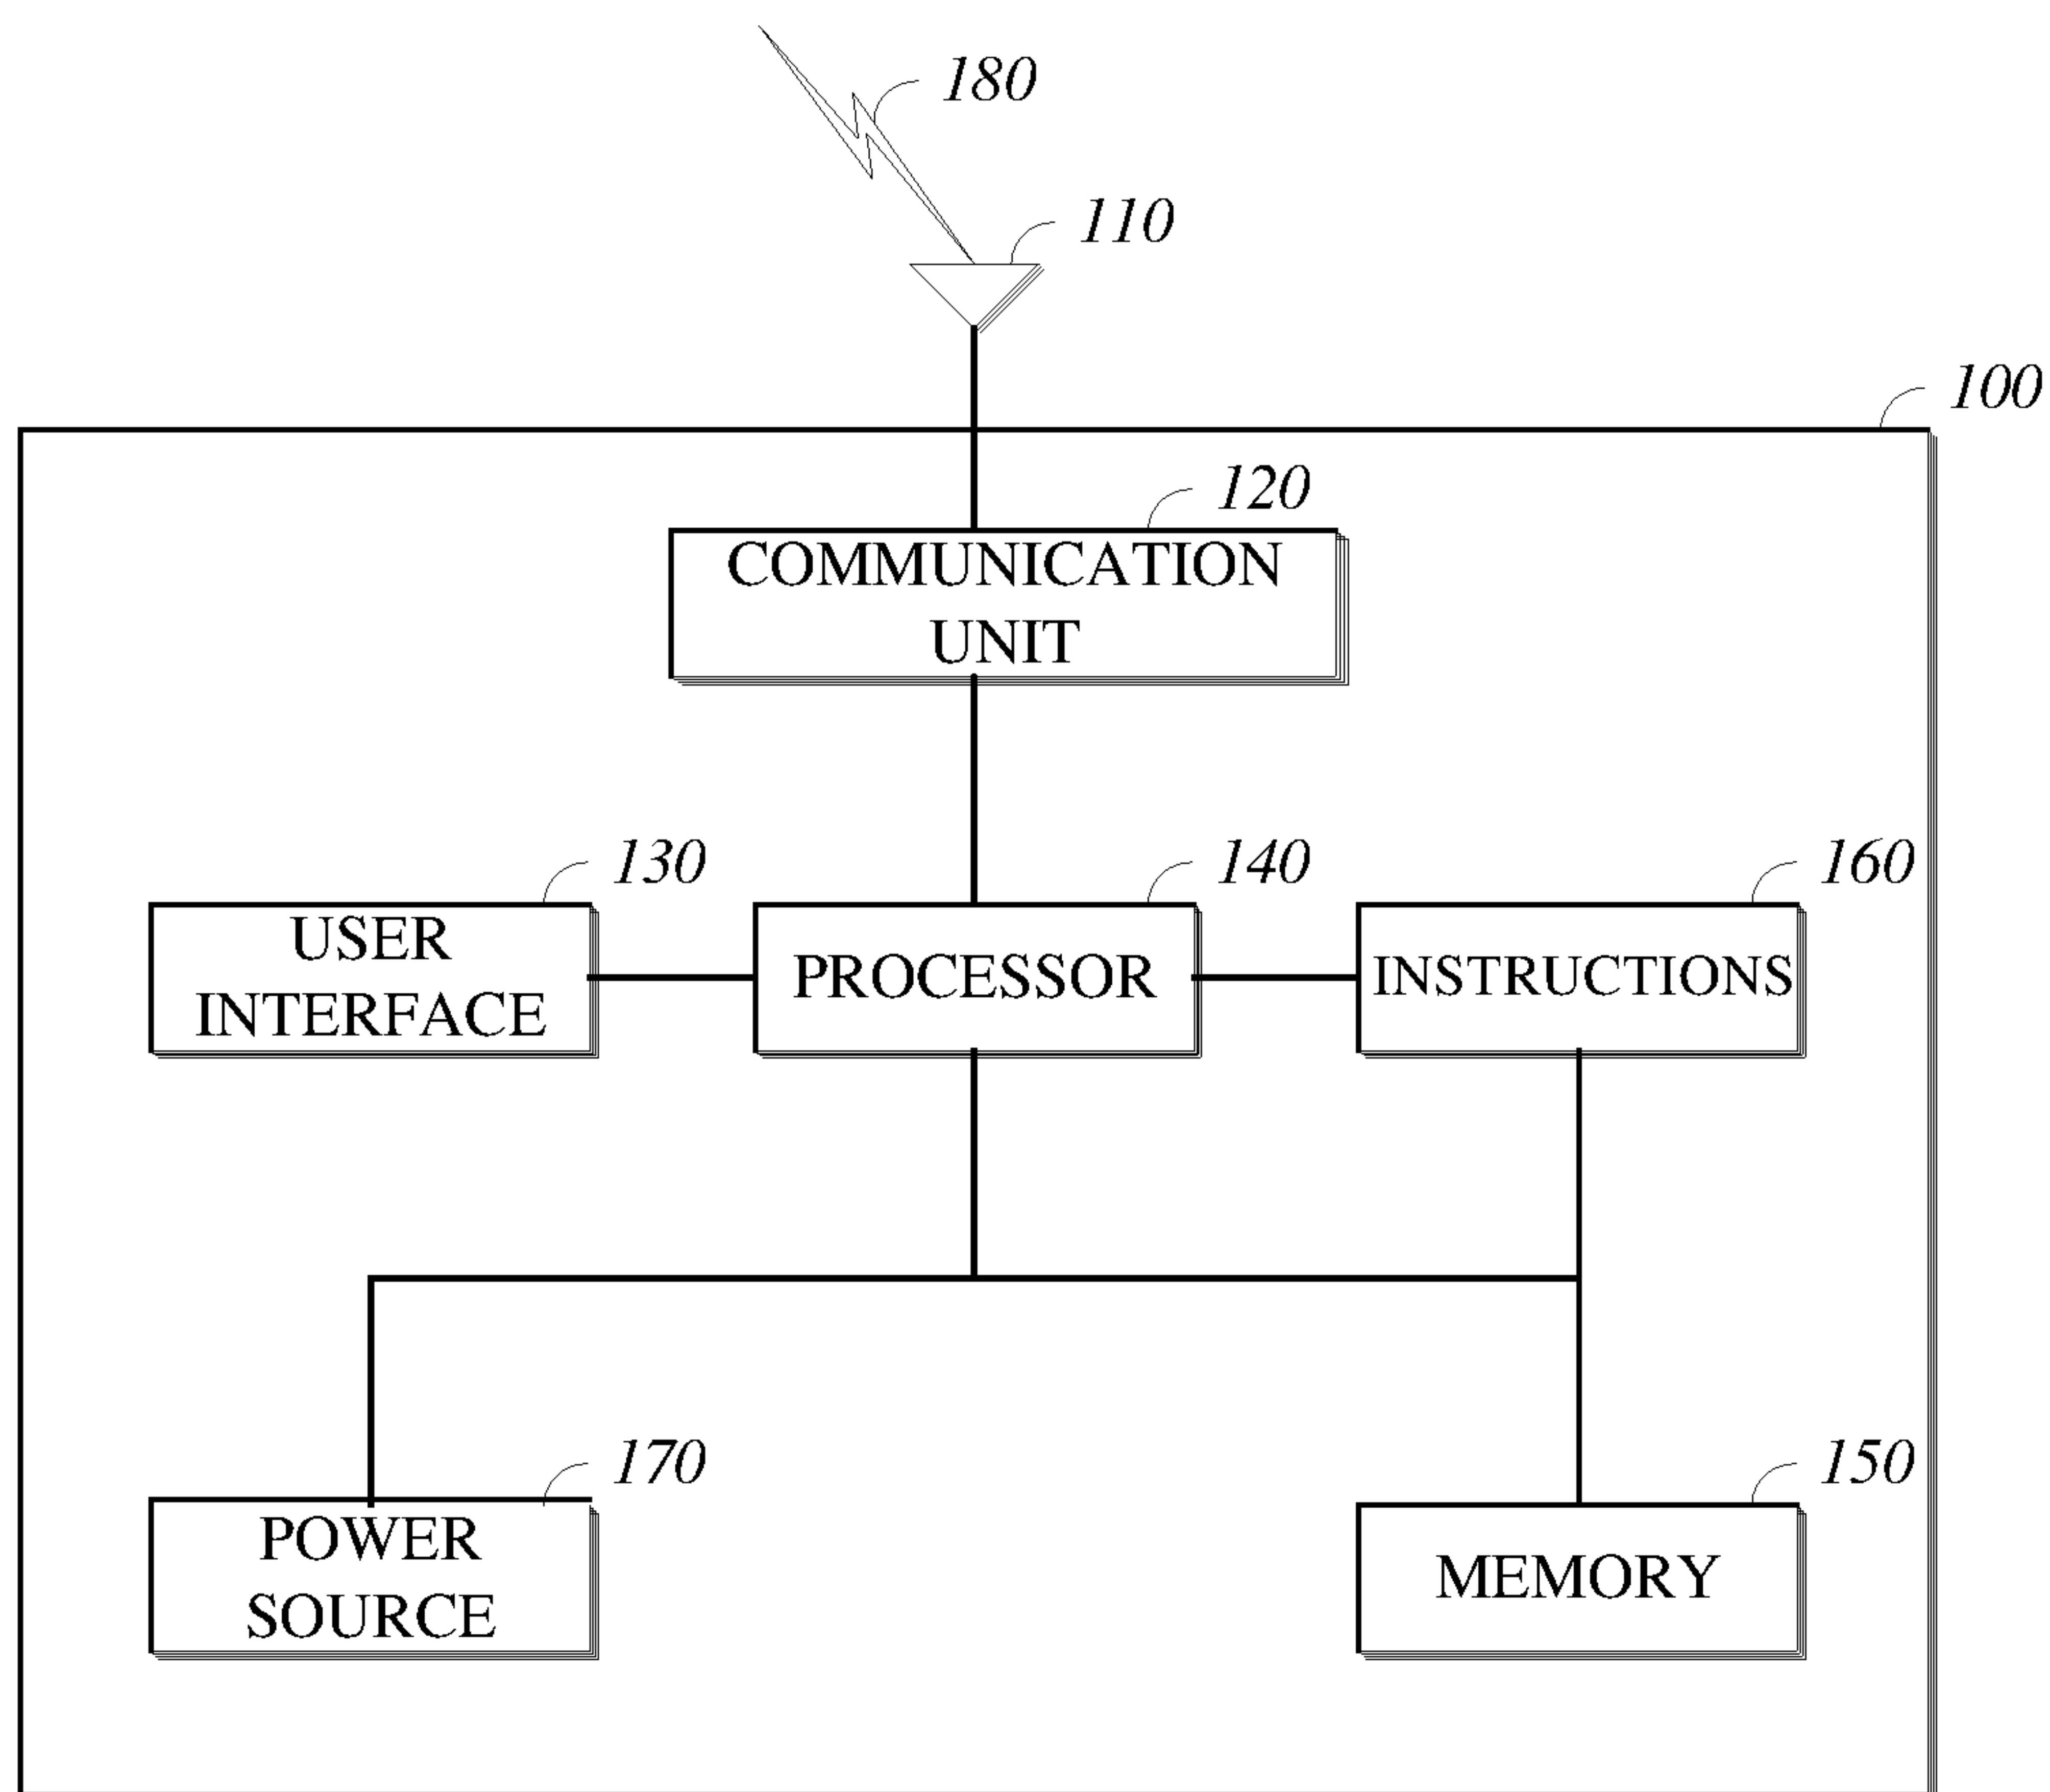 180
110
100
120
COMMUNICATION
UNIT
130
140
160
USER
INTERFACE
PROCESSOR
INSTRUCTIONS
170
150
POWER
SOURCE
MEMORY